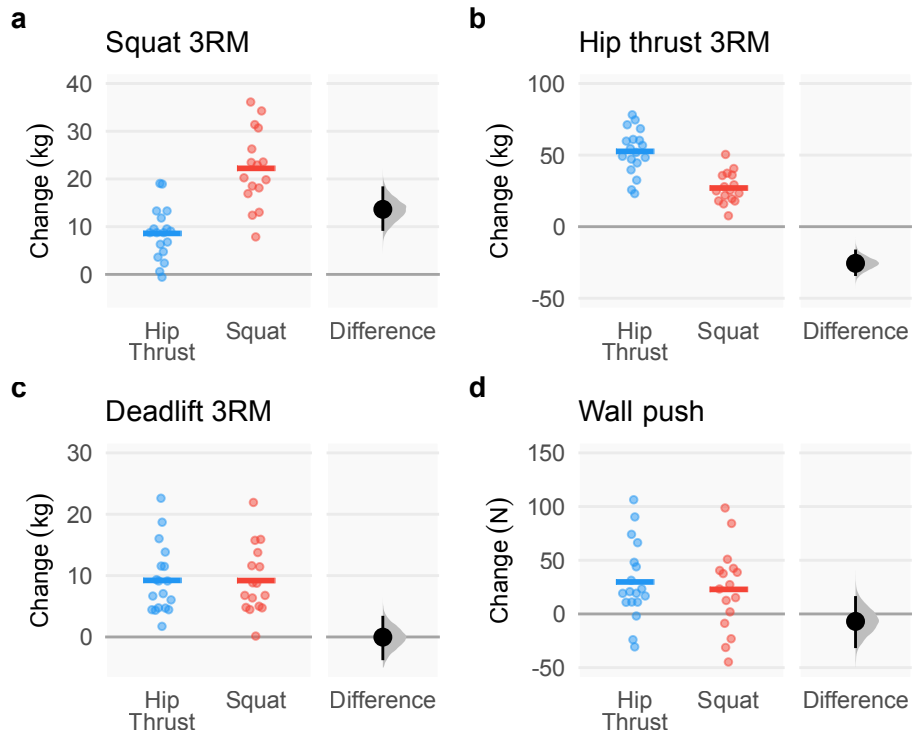 a
Squat 3RM
Change (kg)
40
30
20
10
0
Hip
Thrust
Squat
Difference
b
Hip thrust 3RM
Change (kg)
100
50
0
-50
Hip
Thrust
Squat
Difference
c
Deadlift 3RM
Change (kg)
30
20
10
0
Hip
Thrust
Squat
Difference
d
Wall push
Change (N)
150
100
50
0
-50
Hip
Thrust
Squat
Difference